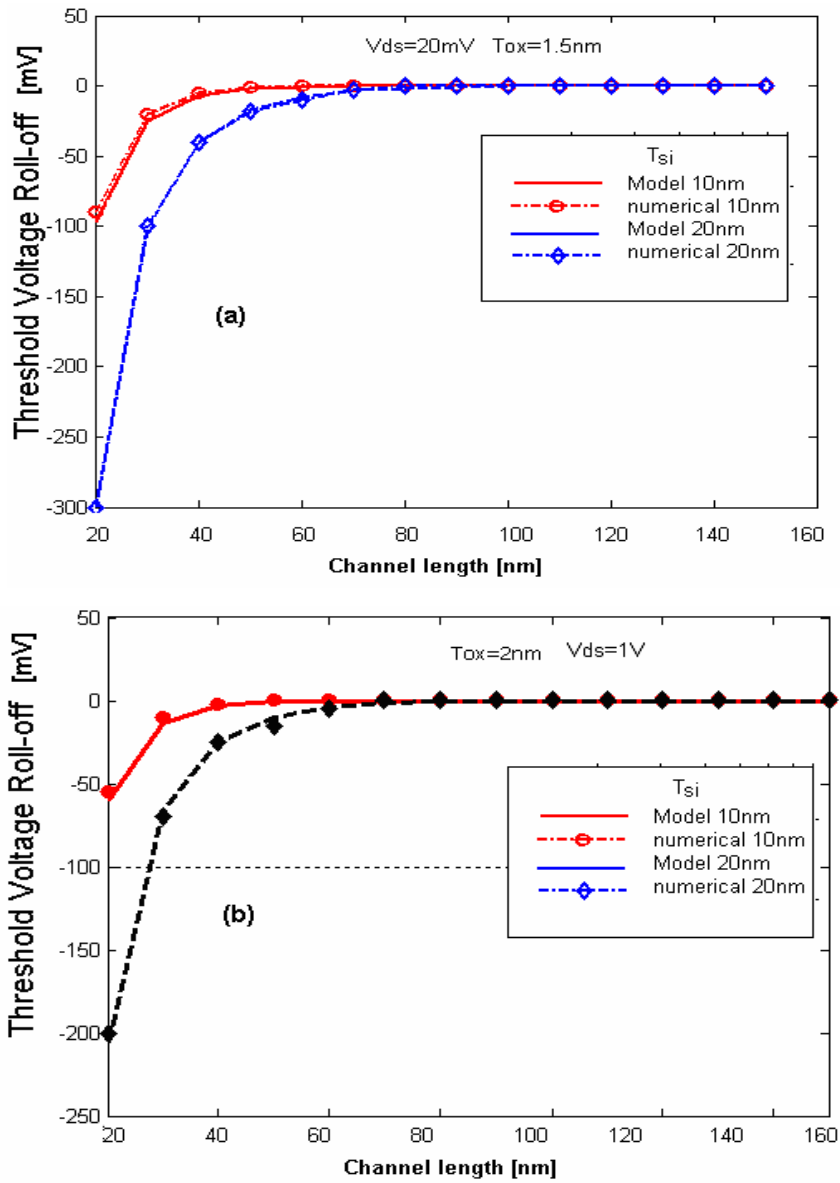 Vds=20mV Tox=1.5nm
Threshold Voltage Roll-off [mV]
50
0
-50
-100
-150
-200
-250
-300
Tsi
Model 10nm
numerical 10nm
Model 20nm
numerical 20nm
(a)
20 40 60 80 100 120 140 160
Channel length [nm]
Tox=2nm Vds=1V
Threshold Voltage Roll-off [mV]
50
0
-50
-100
-150
-200
-250
Tsi
Model 10nm
numerical 10nm
Model 20nm
numerical 20nm
(b)
20 40 60 80 100 120 140 160
Channel length [nm]